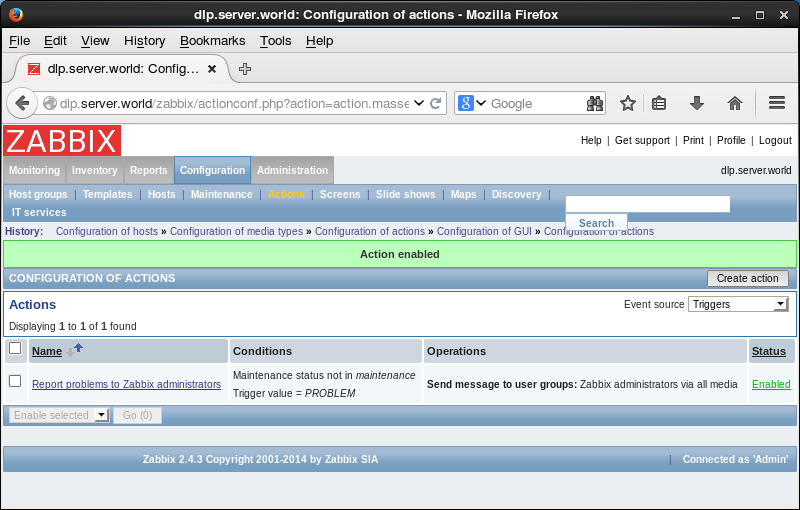 dlp.server.world: Configuration of actions - Mozilla Firefox
File Edit View History Bookmarks Tools Help
dlp.server.world: Config...
dlp.server.world/zabbix/actionconf.php?action=action.masse
Google
ZABBIX
Help | Get support | Print | Profile | Logout
Monitoring Inventory Reports Configuration Administration
dlp.server.world
Host groups | Templates | Hosts | Maintenance | Actions | Screens | Slide shows | Maps | Discovery |
IT services
Search
History: Configuration of hosts » Configuration of media types » Configuration of actions » Configuration of GUI » Configuration of actions
Action enabled
CONFIGURATION OF ACTIONS
Create action
Actions
Event source Triggers
Displaying 1 to 1 of 1 found
Name Conditions Operations Status
Report problems to Zabbix administrators
Maintenance status not in maintenance
Trigger value = PROBLEM
Send message to user groups: Zabbix administrators via all media
Enabled
Enable selected Go (0)
Zabbix 2.4.3 Copyright 2001-2014 by Zabbix SIA | Connected as 'Admin'